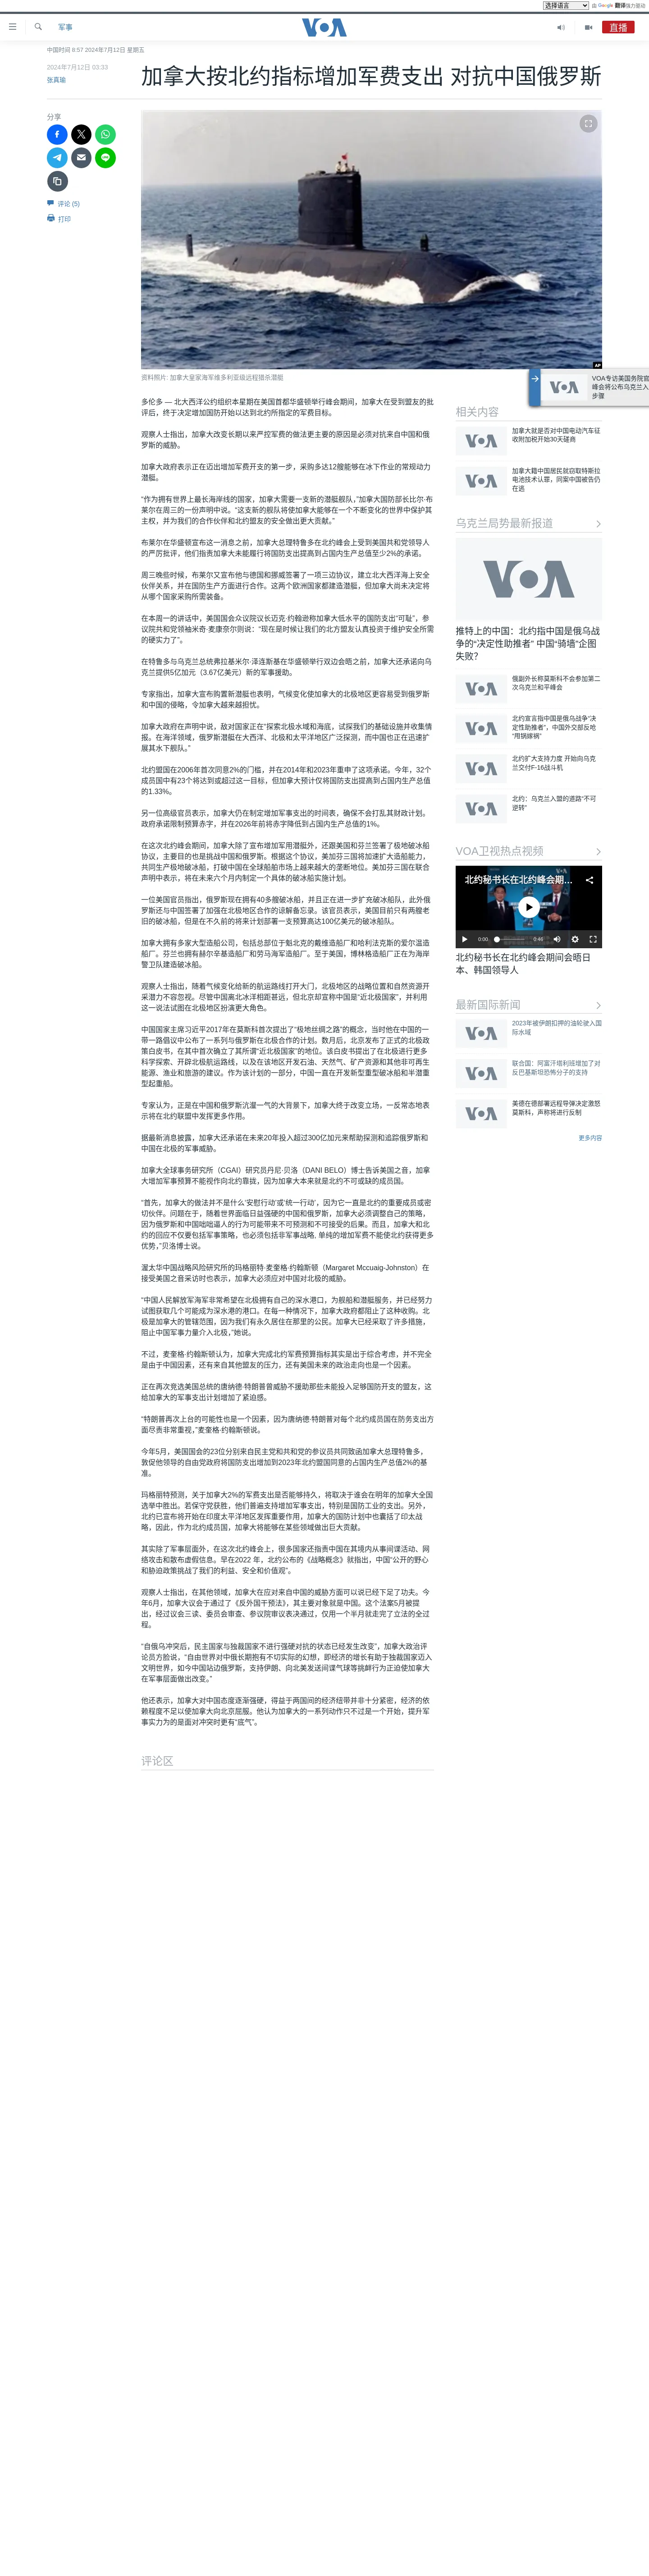 选择语言 由 Google 翻译强力驱动
军事
VOA
直播
中国时间 8:57 2024年7月12日 星期五
2024年7月12日 03:33
张真瑜
加拿大按北约指标增加军费支出 对抗中国俄罗斯
分享
评论 (5)
打印
AP
资料照片: 加拿大皇家海军维多利亚级远程猎杀潜艇
VOA专访美国务院官
峰会将公布乌克兰入
步骤
多伦多 — 北大西洋公约组织本星期在美国首都华盛顿举行峰会期间，加拿大在受到盟友的批
评后，终于决定增加国防开始以达到北约所指定的军费目标。
观察人士指出，加拿大改变长期以来严控军费的做法更主要的原因是必须对抗来自中国和俄
罗斯的威胁。
加拿大政府表示正在迈出增加军费开支的第一步，采购多达12艘能够在冰下作业的常规动力
潜艇。
“作为拥有世界上最长海岸线的国家，加拿大需要一支新的潜艇舰队，”加拿大国防部长比尔·布
莱尔在周三的一份声明中说。“这支新的舰队将使加拿大能够在一个不断变化的世界中保护其
主权，并为我们的合作伙伴和北约盟友的安全做出更大贡献。”
布莱尔在华盛顿宣布这一消息之前，加拿大总理特鲁多在北约峰会上受到美国共和党领导人
的严厉批评，他们指责加拿大未能履行将国防支出提高到占国内生产总值至少2%的承诺。
周三晚些时候，布莱尔又宣布他与德国和挪威签署了一项三边协议，建立北大西洋海上安全
伙伴关系，并在国防生产方面进行合作。这两个欧洲国家都建造潜艇，但加拿大尚未决定将
从哪个国家采购所需装备。
在本周一的讲话中，美国国会众议院议长迈克·约翰逊称加拿大低水平的国防支出“可耻”，参
议院共和党领袖米奇·麦康奈尔则说：“现在是时候让我们的北方盟友认真投资于维护安全所需
的硬实力了”。
在特鲁多与乌克兰总统弗拉基米尔·泽连斯基在华盛顿举行双边会晤之前，加拿大还承诺向乌
克兰提供5亿加元（3.67亿美元）新的军事援助。
专家指出，加拿大宣布购置新潜艇也表明，气候变化使加拿大的北极地区更容易受到俄罗斯
和中国的侵略，令加拿大越来越担忧。
加拿大政府在声明中说，敌对国家正在“探索北极水域和海底，试探我们的基础设施并收集情
报。在海洋领域，俄罗斯潜艇在大西洋、北极和太平洋地区广泛探测，而中国也正在迅速扩
展其水下舰队。”
北约盟国在2006年首次同意2%的门槛，并在2014年和2023年重申了这项承诺。今年，32个
成员国中有23个将达到或超过这一目标，但加拿大预计仅将国防支出提高到占国内生产总值
的1.33%。
另一位高级官员表示，加拿大仍在制定增加军事支出的时间表，确保不会打乱其财政计划。
政府承诺限制预算赤字，并在2026年前将赤字降低到占国内生产总值的1%。
在这次北约峰会期间，加拿大除了宣布增加军用潜艇外，还跟美国和芬兰签署了极地破冰船
协议，主要目的也是挑战中国和俄罗斯。根据这个协议，美加芬三国将加速扩大造船能力，
共同生产极地破冰船，打破中国在全球船舶市场上越来越大的垄断地位。美加芬三国在联合
声明中表示，将在未来六个月内制定一个具体的破冰船实施计划。
一位美国官员指出，俄罗斯现在拥有40多艘破冰船，并且正在进一步扩充破冰船队，此外俄
罗斯还与中国签署了加强在北极地区合作的谅解备忘录。该官员表示，美国目前只有两艘老
旧的破冰船，但是在不久前的将来计划部署一支预算高达100亿美元的破冰船队。
加拿大拥有多家大型造船公司，包括总部位于魁北克的戴维造船厂和哈利法克斯的爱尔温造
船厂。芬兰也拥有赫尔辛基造船厂和劳马海军造船厂。至于美国，博林格造船厂正在为海岸
警卫队建造破冰船。
观察人士指出，随着气候变化给新的航运路线打开大门，北极地区的战略位置和自然资源开
采潜力不容忽视。尽管中国离北冰洋相距甚远，但北京却宣称中国是“近北极国家”，并利用
这一说法试图在北极地区扮演更大角色。
中国国家主席习近平2017年在莫斯科首次提出了“极地丝绸之路”的概念，当时他在中国的一
带一路倡议中公布了一系列与俄罗斯在北极合作的计划。数月后，北京发布了正式的北极政
策白皮书，在其中首次确立了其所谓“近北极国家”的地位。该白皮书提出了在北极进行更多
科学探索、开辟北极航运路线，以及在该地区开发石油、天然气、矿产资源和其他非可再生
能源、渔业和旅游的建议。作为该计划的一部分，中国一直在开发新型重型破冰船和半潜重
型起重船。
专家认为，正是在中国和俄罗斯沆瀣一气的大背景下，加拿大终于改变立场，一反常态地表
示将在北约联盟中发挥更多作用。
据最新消息披露，加拿大还承诺在未来20年投入超过300亿加元来帮助探测和追踪俄罗斯和
中国在北极的军事威胁。
加拿大全球事务研究所（CGAI）研究员丹尼·贝洛（DANI BELO）博士告诉美国之音，加拿
大增加军事预算不能视作向北约靠拢，因为加拿大本来就是北约不可或缺的成员国。
“首先，加拿大的做法并不是什么‘安慰行动’或‘统一行动’，因为它一直是北约的重要成员或密
切伙伴。问题在于，随着世界面临日益强硬的中国和俄罗斯，加拿大必须调整自己的策略，
因为俄罗斯和中国咄咄逼人的行为可能带来不可预测和不可接受的后果。而且，加拿大和北
约的回应不仅要包括军事策略，也必须包括非军事战略, 单纯的增加军费不能使北约获得更多
优势，”贝洛博士说。
渥太华中国战略风险研究所的玛格丽特·麦奎格·约翰斯顿（Margaret Mccuaig-Johnston）在
接受美国之音采访时也表示，加拿大必须应对中国对北极的威胁。
“中国人民解放军海军非常希望在北极拥有自己的深水港口，为舰船和潜艇服务，并已经努力
试图获取几个可能成为深水港的港口。在每一种情况下，加拿大政府都阻止了这种收购。北
极是加拿大的管辖范围，因为我们有永久居住在那里的公民。加拿大已经采取了许多措施，
阻止中国军事力量介入北极，”她说。
不过，麦奎格·约翰斯顿认为，加拿大完成北约军费预算指标其实是出于综合考虑，并不完全
是由于中国因素，还有来自其他盟友的压力，还有美国未来的政治走向也是一个因素。
正在再次竞选美国总统的唐纳德·特朗普曾威胁不援助那些未能投入足够国防开支的盟友，这
给加拿大的军事支出计划增加了紧迫感。
“特朗普再次上台的可能性也是一个因素，因为唐纳德·特朗普对每个北约成员国在防务支出方
面尽责非常重视，”麦奎格·约翰斯顿说。
今年5月，美国国会的23位分别来自民主党和共和党的参议员共同致函加拿大总理特鲁多，
敦促他领导的自由党政府将国防支出增加到2023年北约盟国同意的占国内生产总值2%的基
准。
玛格丽特预测，关于加拿大2%的军费支出是否能够持久，将取决于谁会在明年的加拿大全国
选举中胜出。若保守党获胜，他们普遍支持增加军事支出，特别是国防工业的支出。另外，
北约已宣布将开始在印度太平洋地区发挥重要作用，加拿大的国防计划中也囊括了印太战
略，因此，作为北约成员国，加拿大将能够在某些领域做出巨大贡献。
其实除了军事层面外，在这次北约峰会上，很多国家还指责中国在其境内从事间谍活动、网
络攻击和散布虚假信息。早在2022 年，北约公布的《战略概念》就指出，中国“公开的野心
和胁迫政策挑战了我们的利益、安全和价值观”。
观察人士指出，在其他领域，加拿大在应对来自中国的威胁方面可以说已经下足了功夫。今
年6月，加拿大议会于通过了《反外国干预法》，其主要对象就是中国。这个法案5月被提
出，经过议会三读、委员会审查、参议院审议表决通过，仅用一个半月就走完了立法的全过
程。
“自俄乌冲突后，民主国家与独裁国家不进行强硬对抗的状态已经发生改变”，加拿大政治评
论员方脸说，“自由世界对中俄长期抱有不切实际的幻想，即经济的增长有助于独裁国家迈入
文明世界，如今中国站边俄罗斯，支持伊朗、向北美发送间谍气球等挑衅行为正迫使加拿大
在军事层面做出改变。”
他还表示，加拿大对中国态度逐渐强硬，得益于两国间的经济纽带并非十分紧密，经济的依
赖程度不足以使加拿大向北京屈服。他认为加拿大的一系列动作只不过是一个开始，提升军
事实力为的是面对冲突时更有“底气”。
评论区
相关内容
加拿大就是否对中国电动汽车征
收附加税开始30天磋商
加拿大籍中国居民就窃取特斯拉
电池技术认罪，同案中国被告仍
在逃
乌克兰局势最新报道
推特上的中国：北约指中国是俄乌战
争的“决定性助推者” 中国“骑墙”企图
失败?
俄副外长称莫斯科不会参加第二
次乌克兰和平峰会
北约宣言指中国是俄乌战争“决
定性助推者”，中国外交部反呛
“甩锅嫁祸”
北约扩大支持力度 开始向乌克
兰交付F-16战斗机
北约：乌克兰入盟的道路“不可
逆转”
VOA卫视热点视频
北约秘书长在北约峰会期...
0:00 0:46
北约秘书长在北约峰会期间会晤日
本、韩国领导人
最新国际新闻
2023年被伊朗扣押的油轮驶入国
际水域
联合国：阿富汗塔利班增加了对
反巴基斯坦恐怖分子的支持
美德在德部署远程导弹决定激怒
莫斯科，声称将进行反制
更多内容